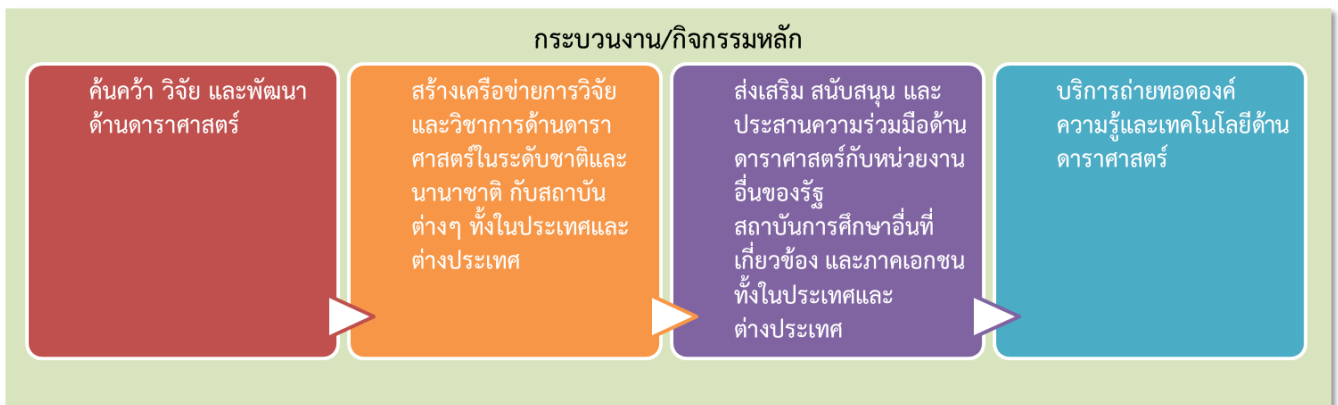 กระบวนงาน/กิจกรรมหลัก
ค้นคว้า วิจัย และพัฒนา
ด้านดาราศาสตร์
สร้างเครือข่ายการวิจัย
และวิชาการด้านดารา
ศาสตร์ในระดับชาติและ
นานาชาติ กับสถาบัน
ต่างๆ ทั้งในประเทศและ
ต่างประเทศ
ส่งเสริม สนับสนุน และ
ประสานความร่วมมือด้าน
ดาราศาสตร์กับหน่วยงาน
อื่นของรัฐ
สถาบันการศึกษาอื่นที่
เกี่ยวข้อง และภาคเอกชน
ทั้งในประเทศและ
ต่างประเทศ
บริการถ่ายทอดองค์
ความรู้และเทคโนโลยีด้าน
ดาราศาสตร์